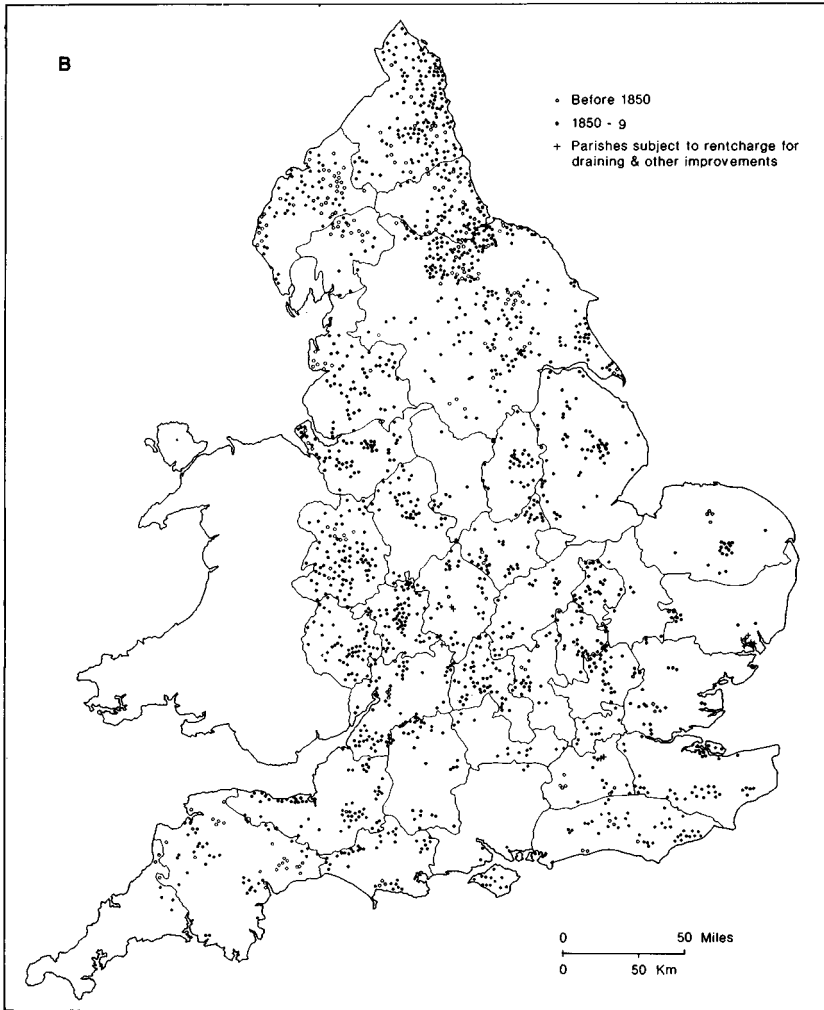 B
∘ Before 1850
• 1850 - 9
+ Parishes subject to rentcharge for
draining & other improvements
0 50 Miles
0 50 Km